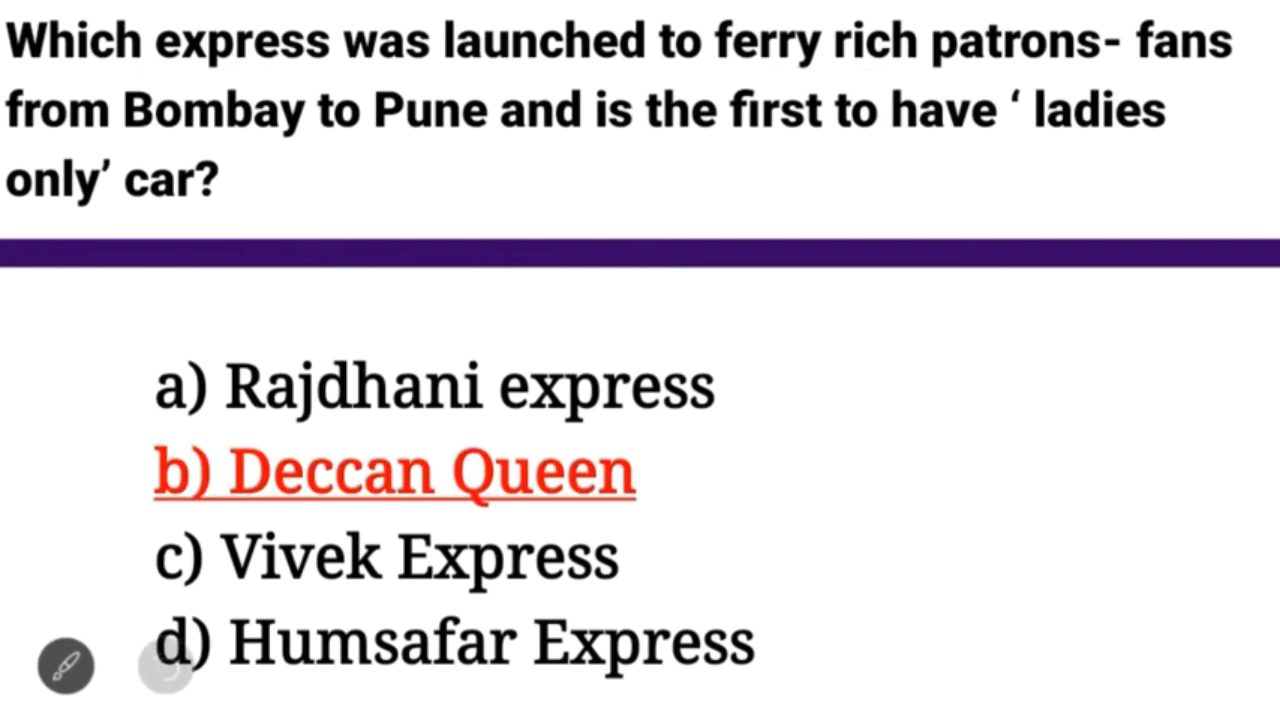 Which express was launched to ferry rich patrons- fans
from Bombay to Pune and is the first to have ‘ ladies
only’ car?
a) Rajdhani express
b) Deccan Queen
c) Vivek Express
d) Humsafar Express